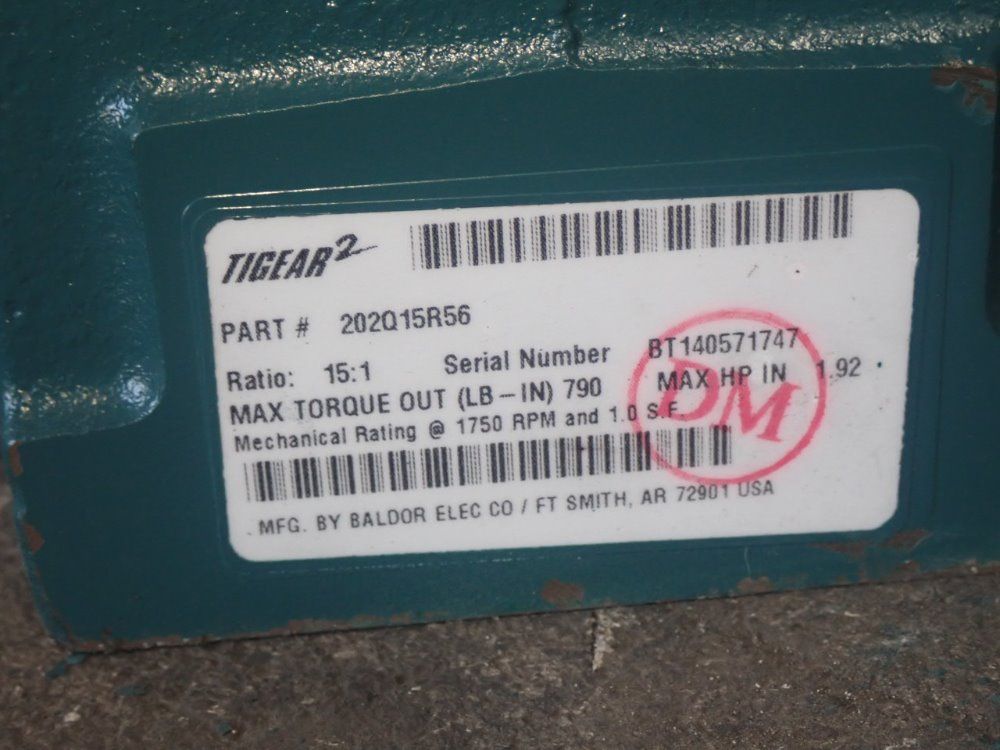 TIGEAR2
PART # 202Q15R56
Ratio: 15:1 Serial Number BT140571747
MAX TORQUE OUT (LB-IN) 790 MAX HP IN 1.92
Mechanical Rating @ 1750 RPM and 1.0 S.F.
DM
MFG. BY BALDOR ELEC CO / FT SMITH, AR 72901 USA